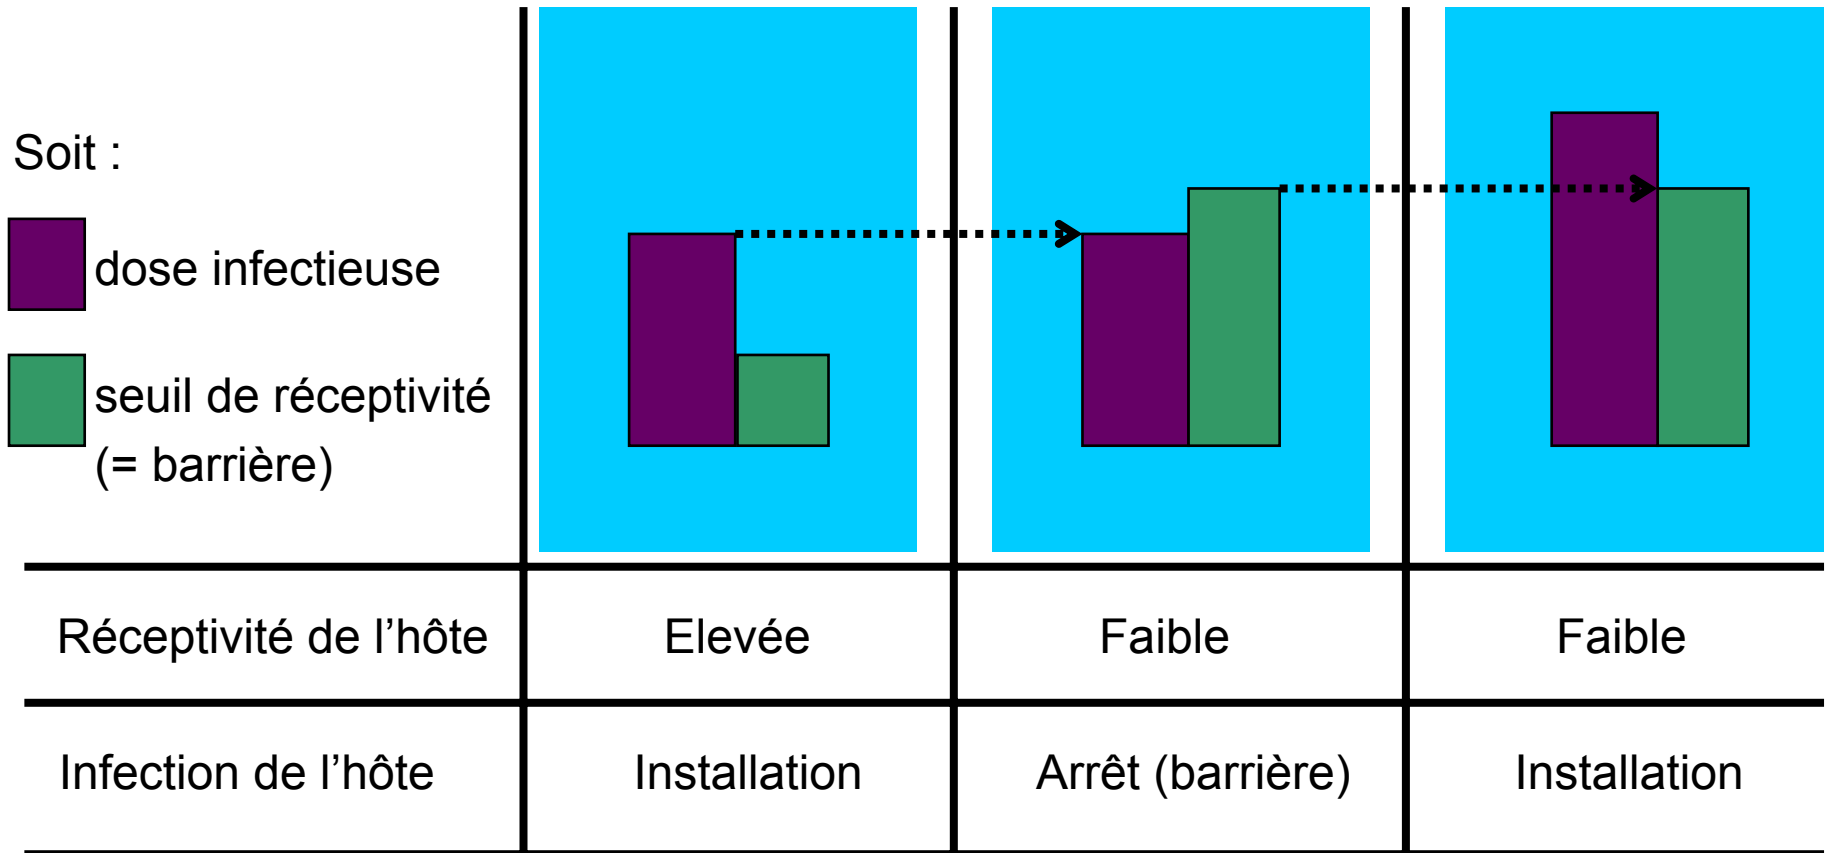 Soit :
dose infectieuse
seuil de réceptivité
(= barrière)
Réceptivité de l’hôte Elevée Faible Faible
Infection de l’hôte Installation Arrêt (barrière) Installation